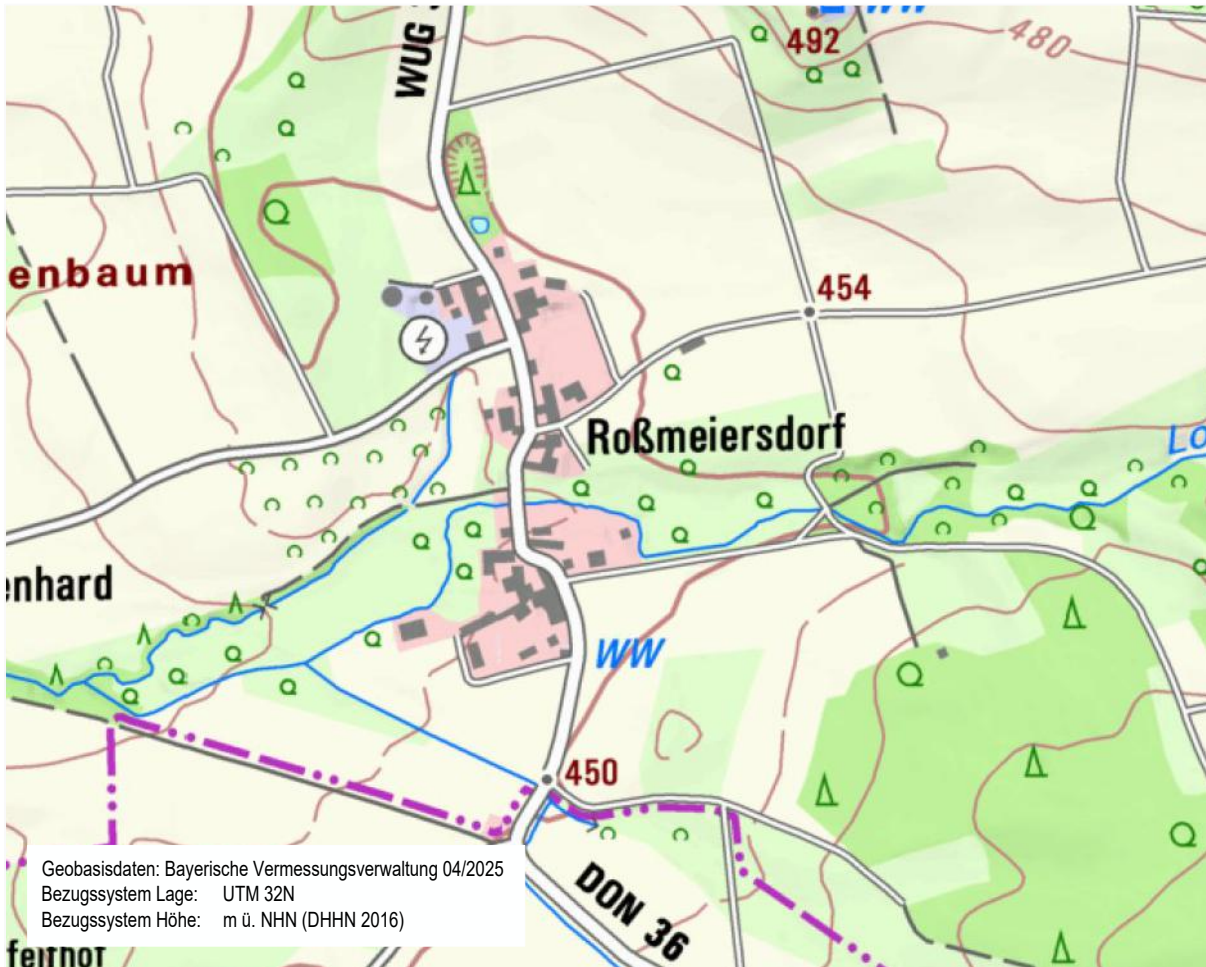 WUG
WW
492
480
enbaum
454
Roßmeiersdorf
Lo
enhard
WW
450
Geobasisdaten: Bayerische Vermessungsverwaltung 04/2025
Bezugssystem Lage: UTM 32N
Bezugssystem Höhe: m ü. NHN (DHHN 2016)
DON 36